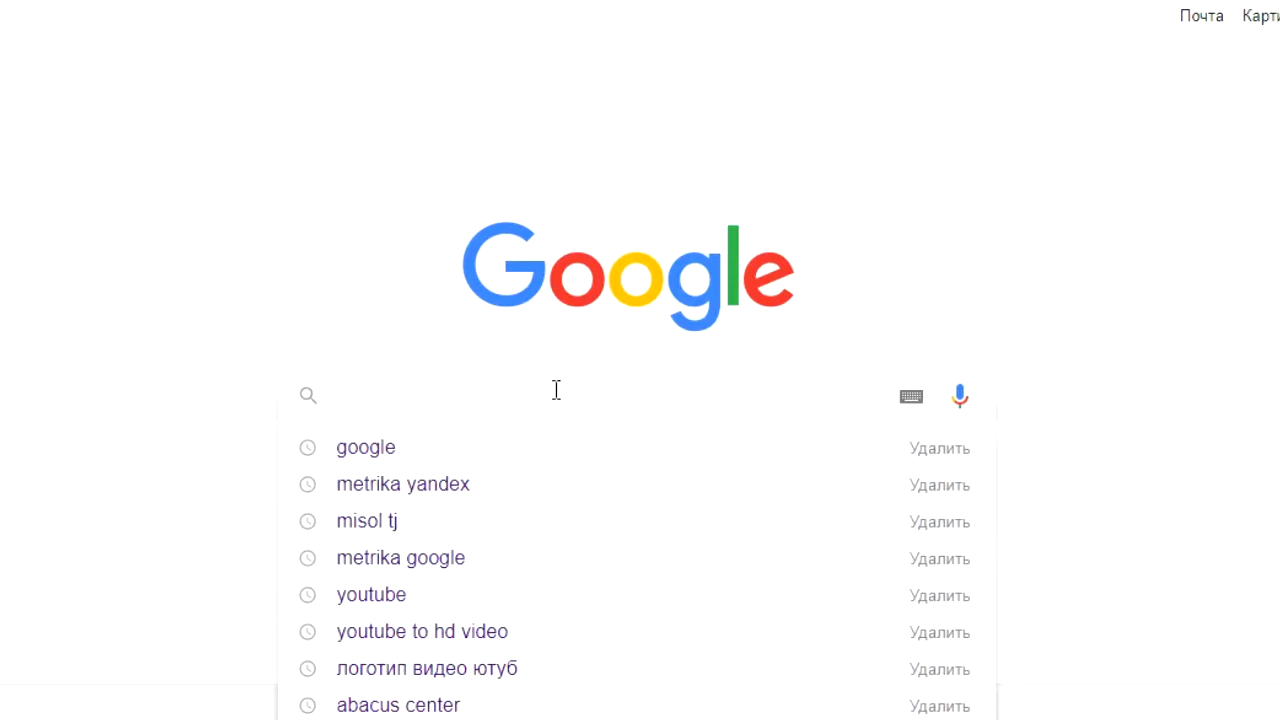 Почта Карти
Google
google Удалить
metrika yandex Удалить
misol tj Удалить
metrika google Удалить
youtube Удалить
youtube to hd video Удалить
логотип видео ютуб Удалить
abacus center Удалить